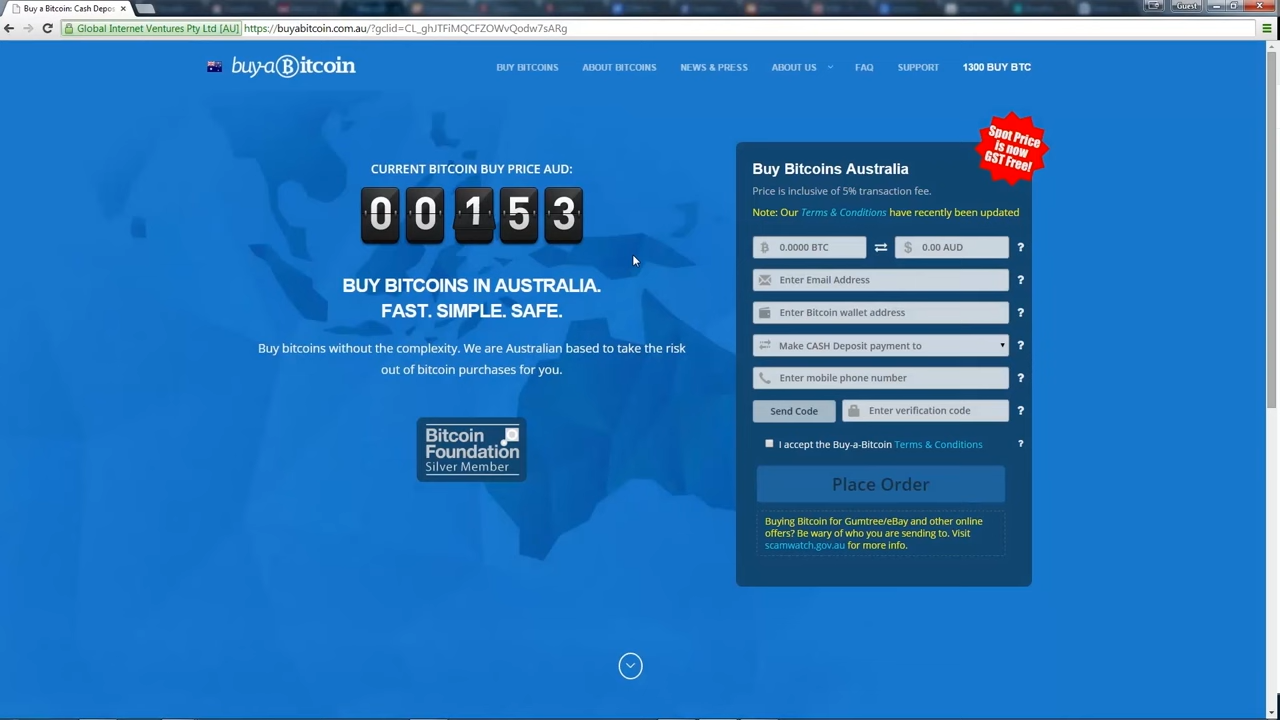 Buy a Bitcoin: Cash Depos
Guest
Global Internet Ventures Pty Ltd [AU]
https://buyabitcoin.com.au/?gclid=CL_ghJTFiMQCFZOWvQodw7sARg
buy-a Bitcoin
BUY BITCOINS
ABOUT BITCOINS
NEWS & PRESS
ABOUT US
FAQ
SUPPORT
1300 BUY BTC
Spot Price
is now
GST Free!
CURRENT BITCOIN BUY PRICE AUD:
00153
BUY BITCOINS IN AUSTRALIA.
FAST. SIMPLE. SAFE.
Buy bitcoins without the complexity. We are Australian based to take the risk
out of bitcoin purchases for you.
Bitcoin
Foundation
Silver Member
Buy Bitcoins Australia
Price is inclusive of 5% transaction fee.
Note: Our Terms & Conditions have recently been updated
0.0000 BTC
$ 0.00 AUD ?
Enter Email Address ?
Enter Bitcoin wallet address ?
Make CASH Deposit payment to ?
Enter mobile phone number ?
Send Code
Enter verification code ?
I accept the Buy-a-Bitcoin Terms & Conditions ?
Place Order
Buying Bitcoin for Gumtree/eBay and other online
offers? Be wary of who you are sending to. Visit
scamwatch.gov.au for more info.